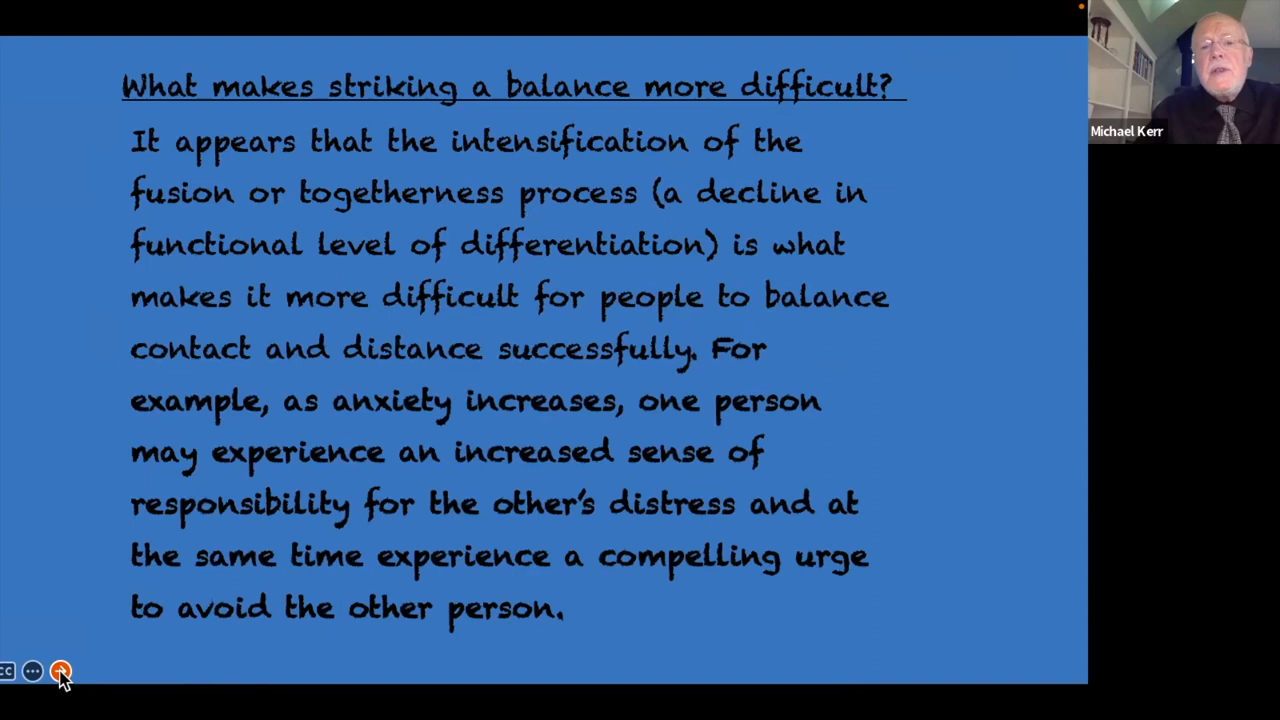 What makes striking a balance more difficult?
It appears that the intensification of the
fusion or togetherness process (a decline in
functional level of differentiation) is what
makes it more difficult for people to balance
contact and distance successfully. For
example, as anxiety increases, one person
may experience an increased sense of
responsibility for the other's distress and at
the same time experience a compelling urge
to avoid the other person.
Michael Kerr
CC